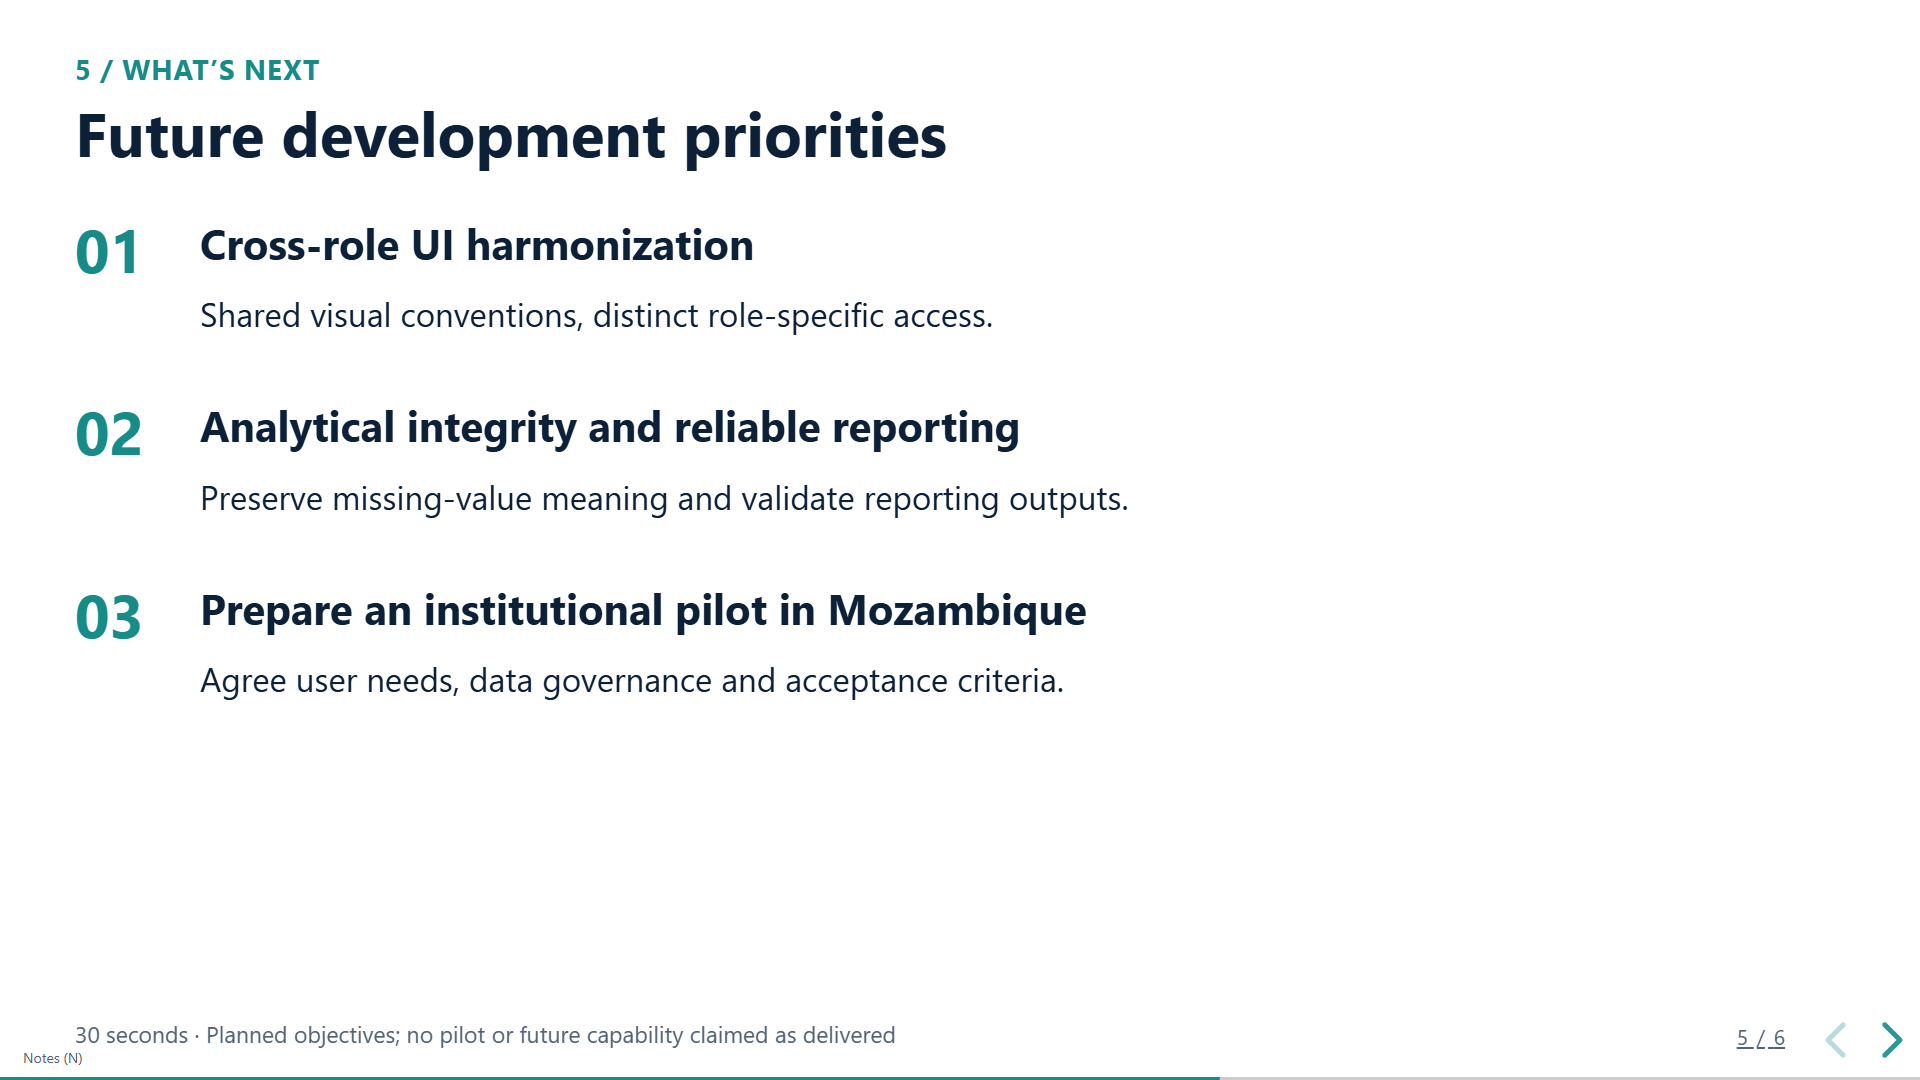 5 / WHAT’S NEXT
Future development priorities
01
Cross-role UI harmonization
Shared visual conventions, distinct role-specific access.
02
Analytical integrity and reliable reporting
Preserve missing-value meaning and validate reporting outputs.
03
Prepare an institutional pilot in Mozambique
Agree user needs, data governance and acceptance criteria.
30 seconds · Planned objectives; no pilot or future capability claimed as delivered
Notes (N)
5 / 6